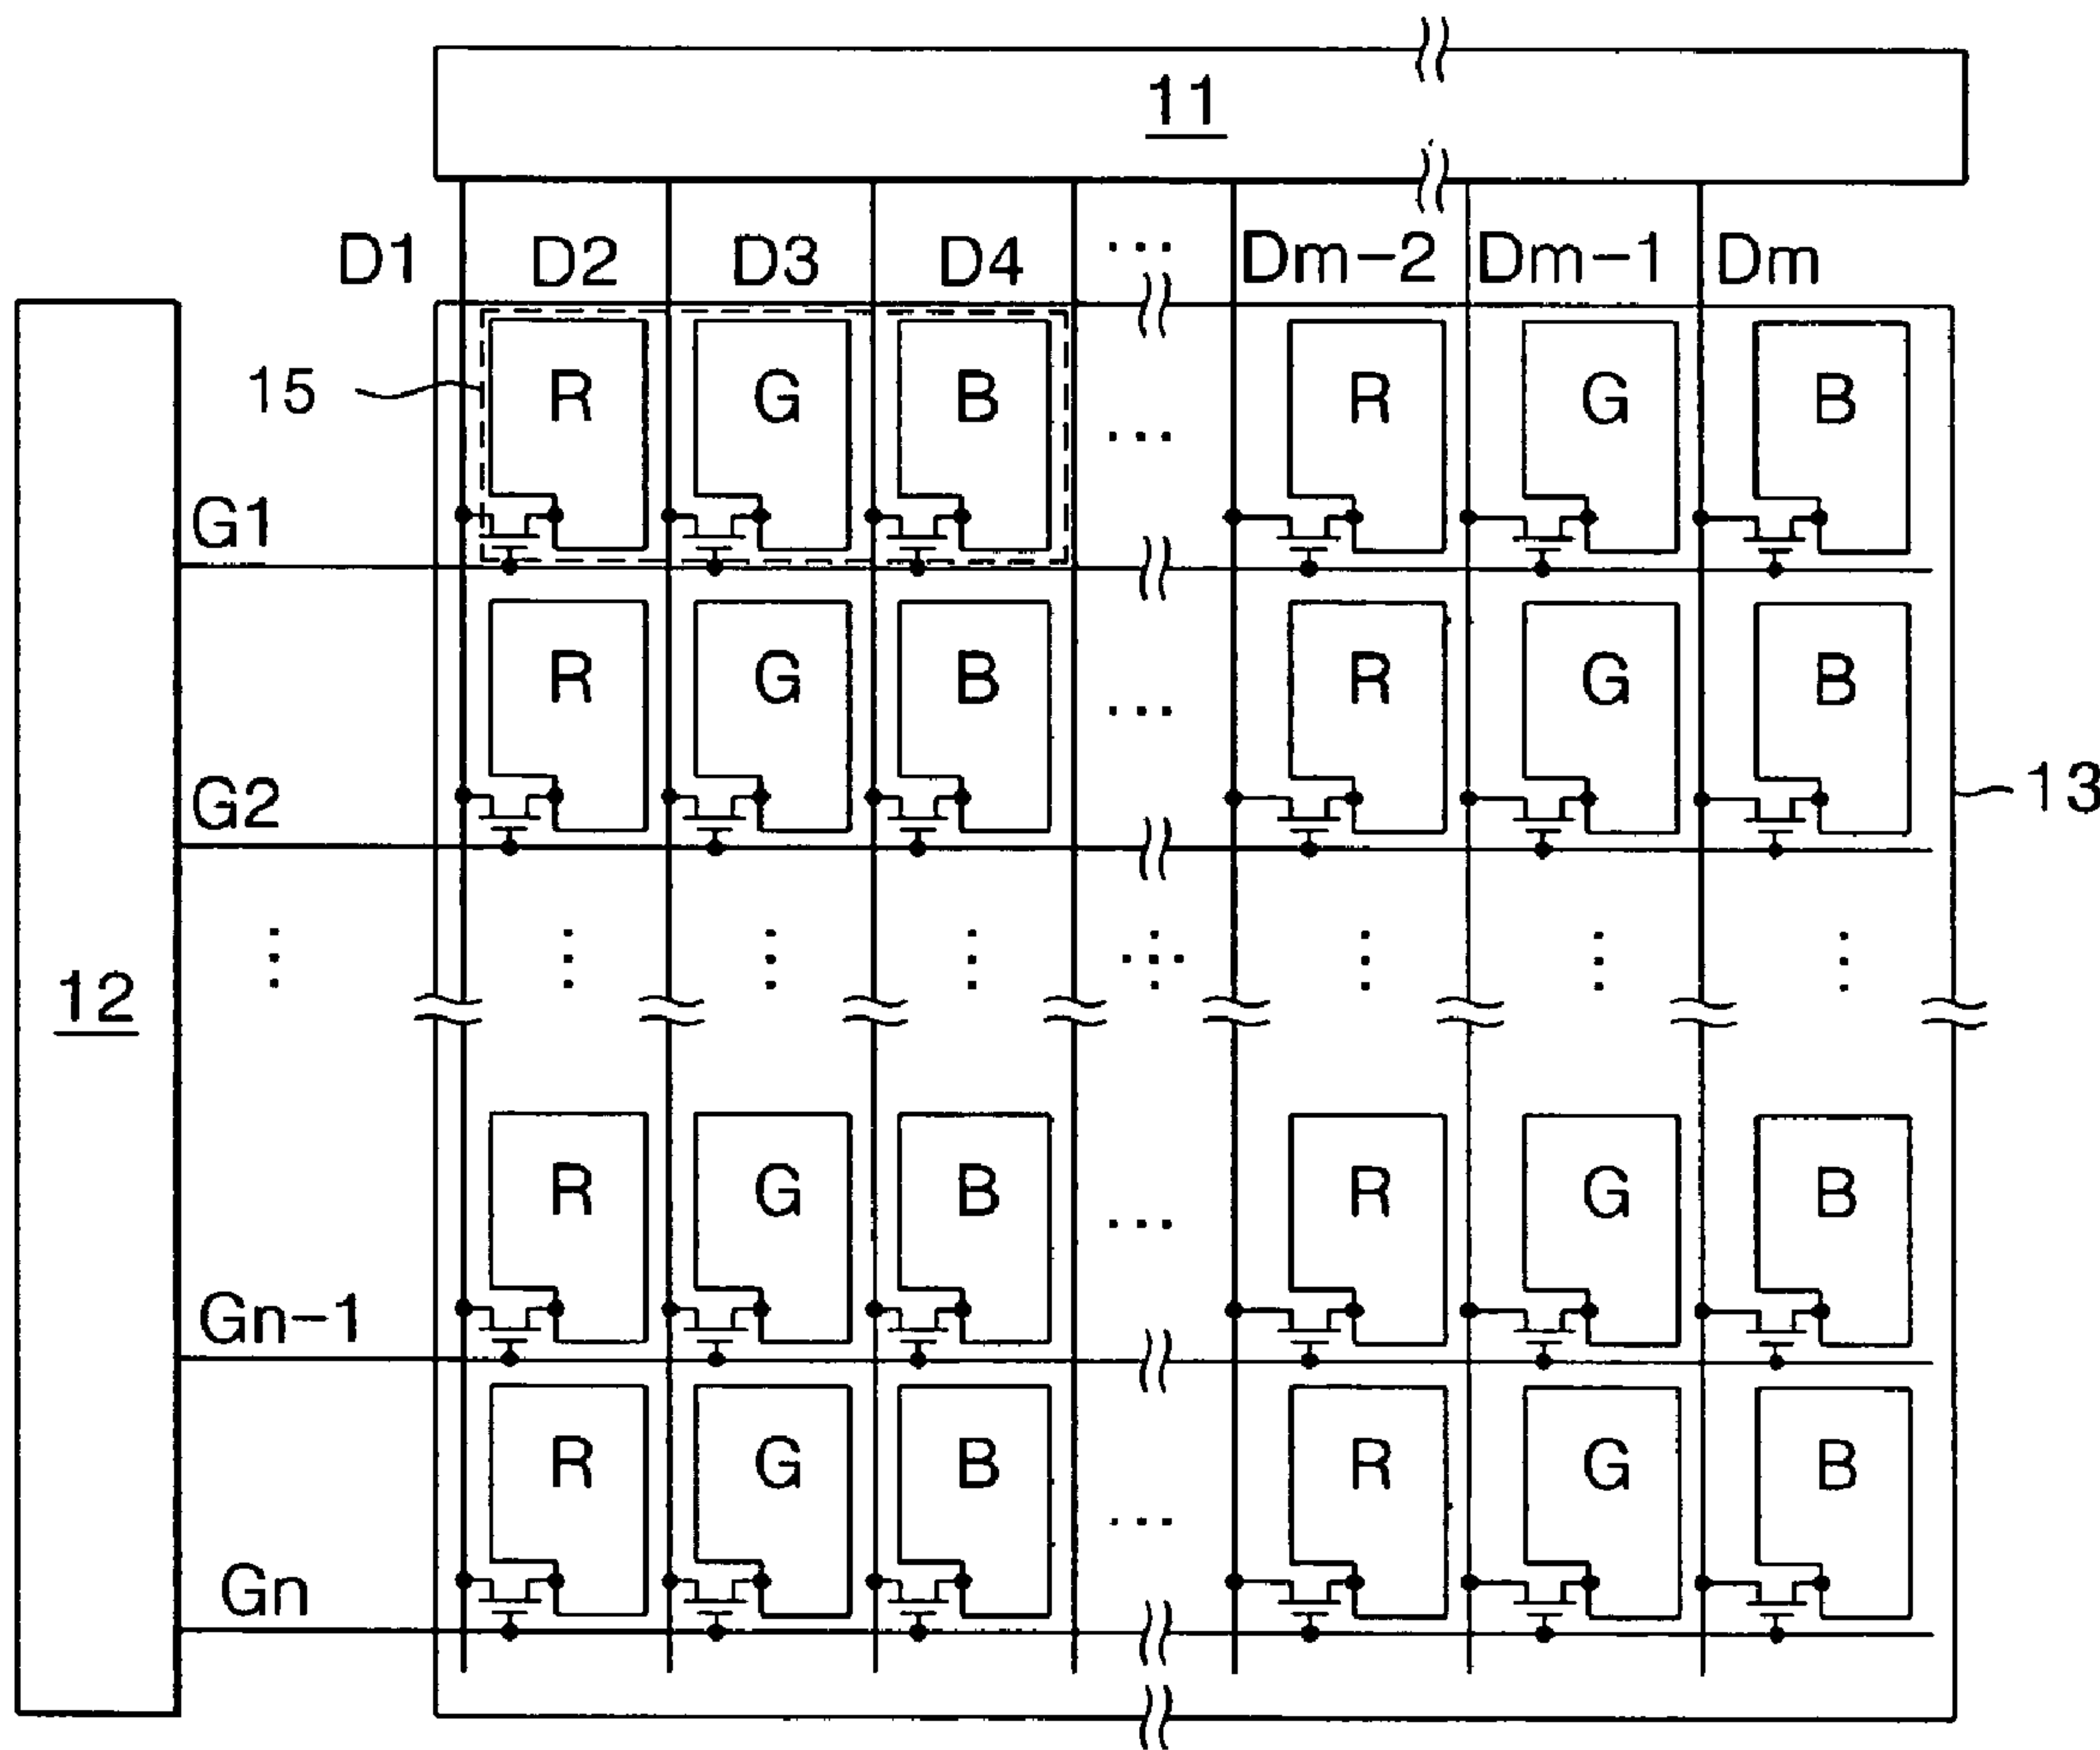 11
D1 D2 D3 D4 ... Dm-2 Dm-1 Dm
15 R G B ... R G B
G1
R G B ... R G B
G2 13
12
R G B ... R G B
Gn-1
R G B ... R G B
Gn